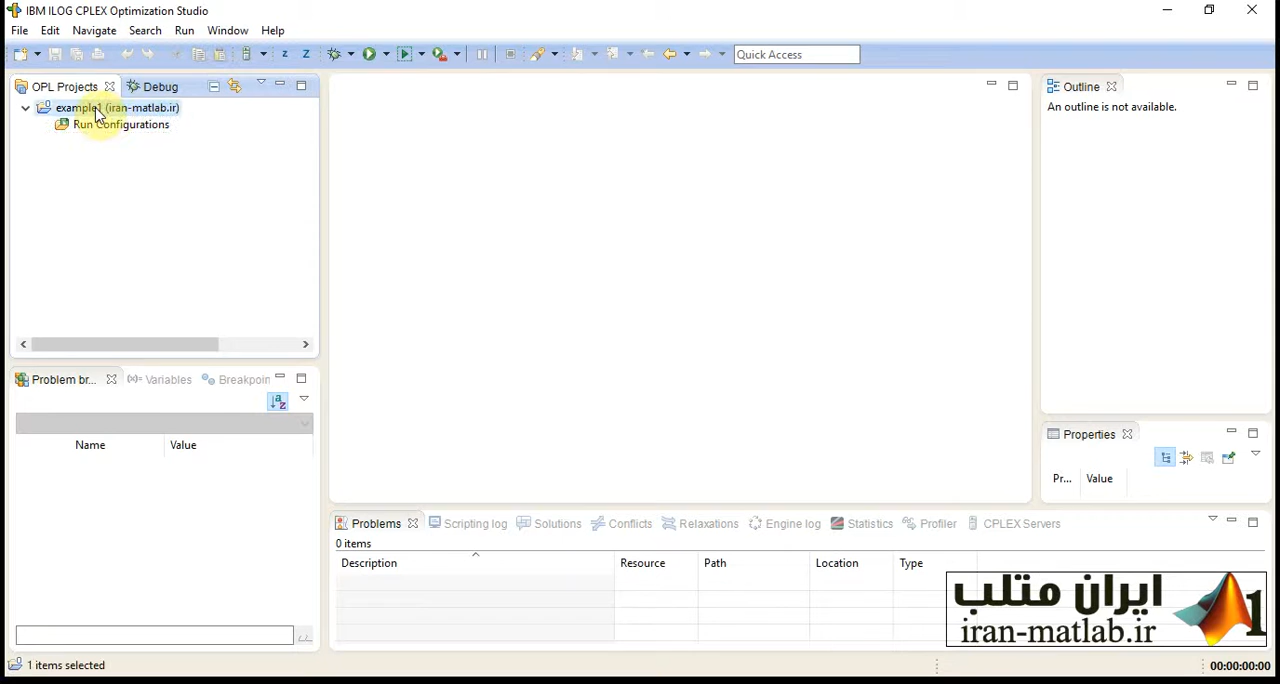 IBM ILOG CPLEX Optimization Studio
File Edit Navigate Search Run Window Help
Quick Access
OPL Projects Debug
example1 (iran-matlab.ir)
Run Configurations
Outline
An outline is not available.
Problem br... (x)= Variables Breakpoin
Name Value
Properties
Pr... Value
Problems Scripting log Solutions Conflicts Relaxations Engine log Statistics Profiler CPLEX Servers
0 items
Description Resource Path Location Type
ایران متلب
iran-matlab.ir
1
1 items selected
00:00:00:00